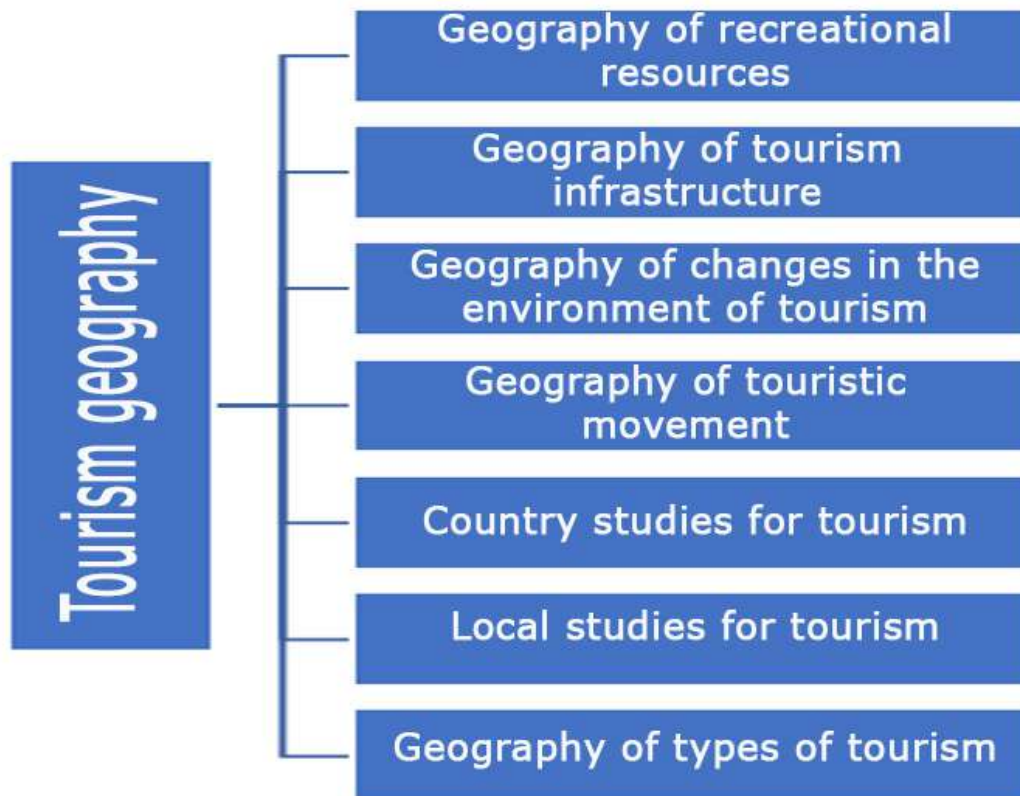 Tourism geography
Geography of recreational
resources
Geography of tourism
infrastructure
Geography of changes in the
environment of tourism
Geography of touristic
movement
Country studies for tourism
Local studies for tourism
Geography of types of tourism